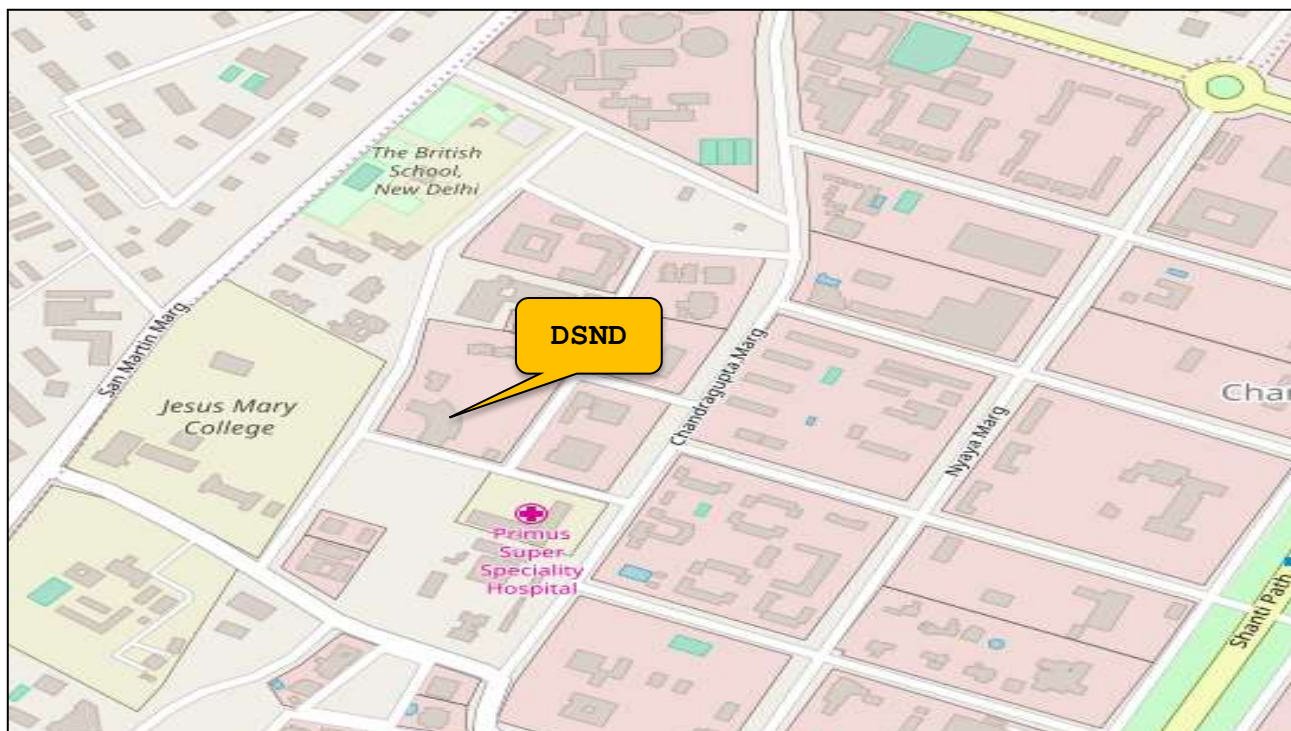 The British
School,
New Delhi
DSND
San Martin Marg
Chandragupta Marg
Jesus Mary
College
Nyaya Marg
Chan
Primus
Super
Speciality
Hospital
Shanti Path